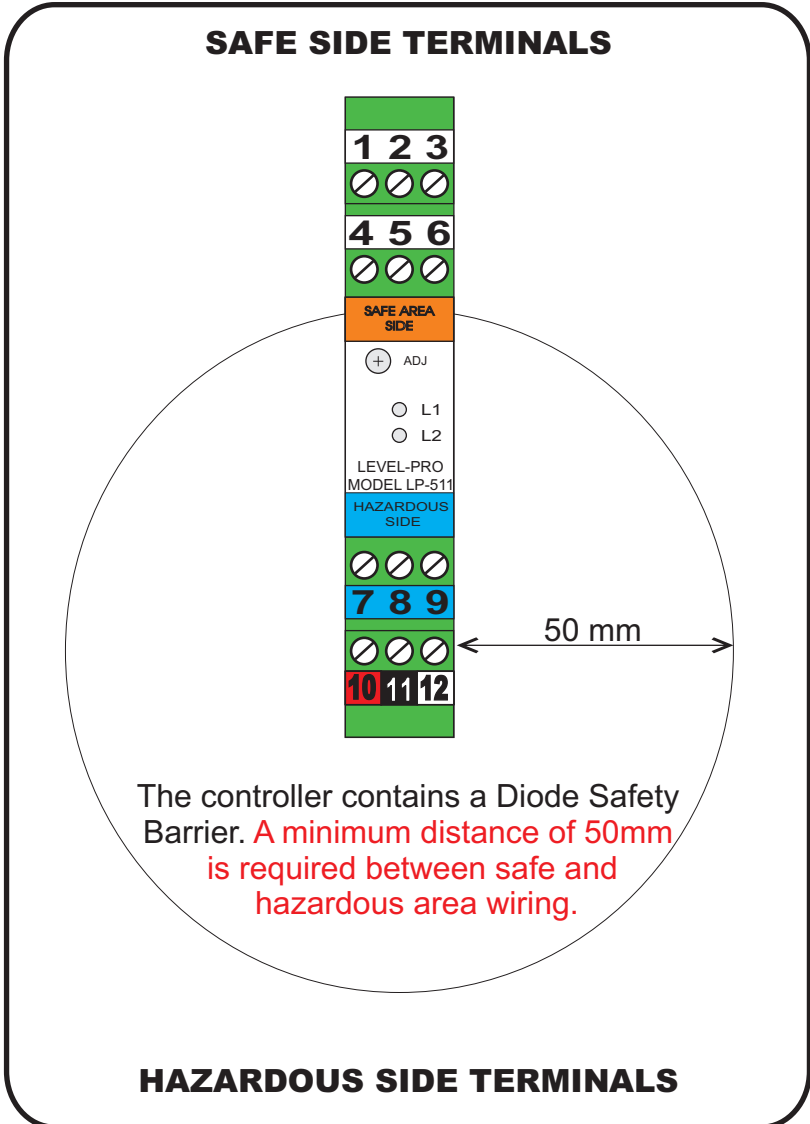 SAFE SIDE TERMINALS
1 2 3
4 5 6
SAFE AREA
SIDE
ADJ
L1
L2
LEVEL-PRO
MODEL LP-511
HAZARDOUS
SIDE
7 8 9
50 mm
10 11 12
The controller contains a Diode Safety
Barrier. A minimum distance of 50mm
is required between safe and
hazardous area wiring.
HAZARDOUS SIDE TERMINALS